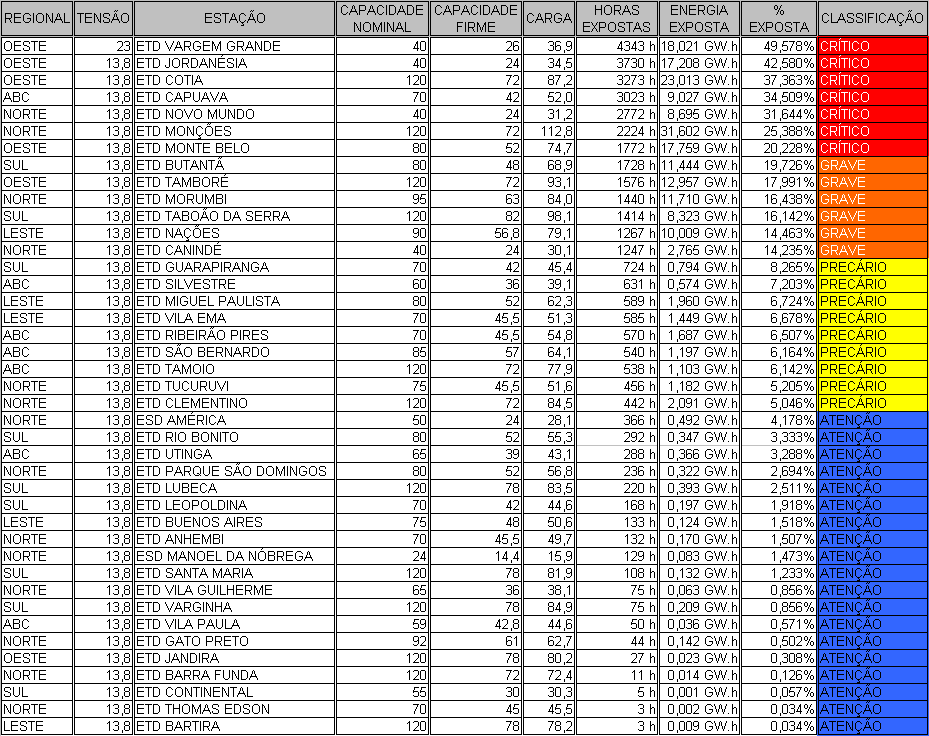 REGIONAL TENSÃO ESTAÇÃO CAPACIDADE NOMINAL CAPACIDADE FIRME CARGA HORAS EXPOSTAS ENERGIA EXPOSTA % EXPOSTA CLASSIFICAÇÃO
OESTE 23 ETD VARGEM GRANDE 40 26 36,9 4343 h 18,021 GW.h 49,578% CRÍTICO
OESTE 13,8 ETD JORDANÉSIA 40 24 34,5 3730 h 17,208 GW.h 42,580% CRÍTICO
OESTE 13,8 ETD COTIA 120 72 87,2 3273 h 23,013 GW.h 37,363% CRÍTICO
ABC 13,8 ETD CAPUAVA 70 42 52,0 3023 h 9,027 GW.h 34,509% CRÍTICO
NORTE 13,8 ETD NOVO MUNDO 40 24 31,2 2772 h 8,695 GW.h 31,644% CRÍTICO
NORTE 13,8 ETD MONÇÕES 120 72 112,8 2224 h 31,602 GW.h 25,388% CRÍTICO
OESTE 13,8 ETD MONTE BELO 80 52 74,7 1772 h 17,759 GW.h 20,228% CRÍTICO
SUL 13,8 ETD BUTANTÃ 80 48 68,9 1728 h 11,444 GW.h 19,726% GRAVE
OESTE 13,8 ETD TAMBORÉ 120 72 93,1 1576 h 12,957 GW.h 17,991% GRAVE
NORTE 13,8 ETD MORUMBI 95 63 84,0 1440 h 11,710 GW.h 16,438% GRAVE
SUL 13,8 ETD TABOÃO DA SERRA 120 82 98,1 1414 h 8,323 GW.h 16,142% GRAVE
LESTE 13,8 ETD NAÇÕES 90 56,8 79,1 1267 h 10,009 GW.h 14,463% GRAVE
NORTE 13,8 ETD CANINDÉ 40 24 30,1 1247 h 2,765 GW.h 14,235% GRAVE
SUL 13,8 ETD GUARAPIRANGA 70 42 45,4 724 h 0,794 GW.h 8,265% PRECÁRIO
ABC 13,8 ETD SILVESTRE 60 36 39,1 631 h 0,574 GW.h 7,203% PRECÁRIO
LESTE 13,8 ETD MIGUEL PAULISTA 80 52 62,3 589 h 1,960 GW.h 6,724% PRECÁRIO
LESTE 13,8 ETD VILA EMA 70 45,5 51,3 585 h 1,449 GW.h 6,678% PRECÁRIO
ABC 13,8 ETD RIBEIRÃO PIRES 70 45,5 54,8 570 h 1,687 GW.h 6,507% PRECÁRIO
ABC 13,8 ETD SÃO BERNARDO 85 57 64,1 540 h 1,197 GW.h 6,164% PRECÁRIO
ABC 13,8 ETD TAMOIO 120 72 77,9 538 h 1,103 GW.h 6,142% PRECÁRIO
NORTE 13,8 ETD TUCURUVI 75 45,5 51,6 456 h 1,182 GW.h 5,205% PRECÁRIO
NORTE 13,8 ETD CLEMENTINO 120 72 84,5 442 h 2,091 GW.h 5,046% PRECÁRIO
NORTE 13,8 ESD AMÉRICA 50 24 28,1 366 h 0,492 GW.h 4,178% ATENÇÃO
SUL 13,8 ETD RIO BONITO 80 52 55,3 292 h 0,347 GW.h 3,333% ATENÇÃO
ABC 13,8 ETD UTINGA 65 39 43,1 288 h 0,366 GW.h 3,288% ATENÇÃO
NORTE 13,8 ETD PARQUE SÃO DOMINGOS 80 52 56,8 236 h 0,322 GW.h 2,694% ATENÇÃO
SUL 13,8 ETD LUBECA 120 78 83,5 220 h 0,393 GW.h 2,511% ATENÇÃO
SUL 13,8 ETD LEOPOLDINA 70 42 44,6 168 h 0,197 GW.h 1,918% ATENÇÃO
LESTE 13,8 ETD BUENOS AIRES 75 48 50,6 133 h 0,124 GW.h 1,518% ATENÇÃO
NORTE 13,8 ETD ANHEMBI 70 45,5 49,7 132 h 0,170 GW.h 1,507% ATENÇÃO
NORTE 13,8 ESD MANOEL DA NÓBREGA 24 14,4 15,9 129 h 0,083 GW.h 1,473% ATENÇÃO
SUL 13,8 ETD SANTA MARIA 120 78 81,9 108 h 0,132 GW.h 1,233% ATENÇÃO
NORTE 13,8 ETD VILA GUILHERME 65 36 38,1 75 h 0,063 GW.h 0,856% ATENÇÃO
SUL 13,8 ETD VARGINHA 120 78 84,9 75 h 0,209 GW.h 0,856% ATENÇÃO
ABC 13,8 ETD VILA PAULA 59 42,8 44,6 50 h 0,036 GW.h 0,571% ATENÇÃO
NORTE 13,8 ETD GATO PRETO 92 61 62,7 44 h 0,142 GW.h 0,502% ATENÇÃO
OESTE 13,8 ETD JANDIRA 120 78 80,2 27 h 0,023 GW.h 0,308% ATENÇÃO
NORTE 13,8 ETD BARRA FUNDA 120 72 72,4 11 h 0,014 GW.h 0,126% ATENÇÃO
SUL 13,8 ETD CONTINENTAL 55 30 30,3 5 h 0,001 GW.h 0,057% ATENÇÃO
NORTE 13,8 ETD THOMAS EDSON 70 45 45,5 3 h 0,002 GW.h 0,034% ATENÇÃO
LESTE 13,8 ETD BARTIRA 120 78 78,2 3 h 0,009 GW.h 0,034% ATENÇÃO